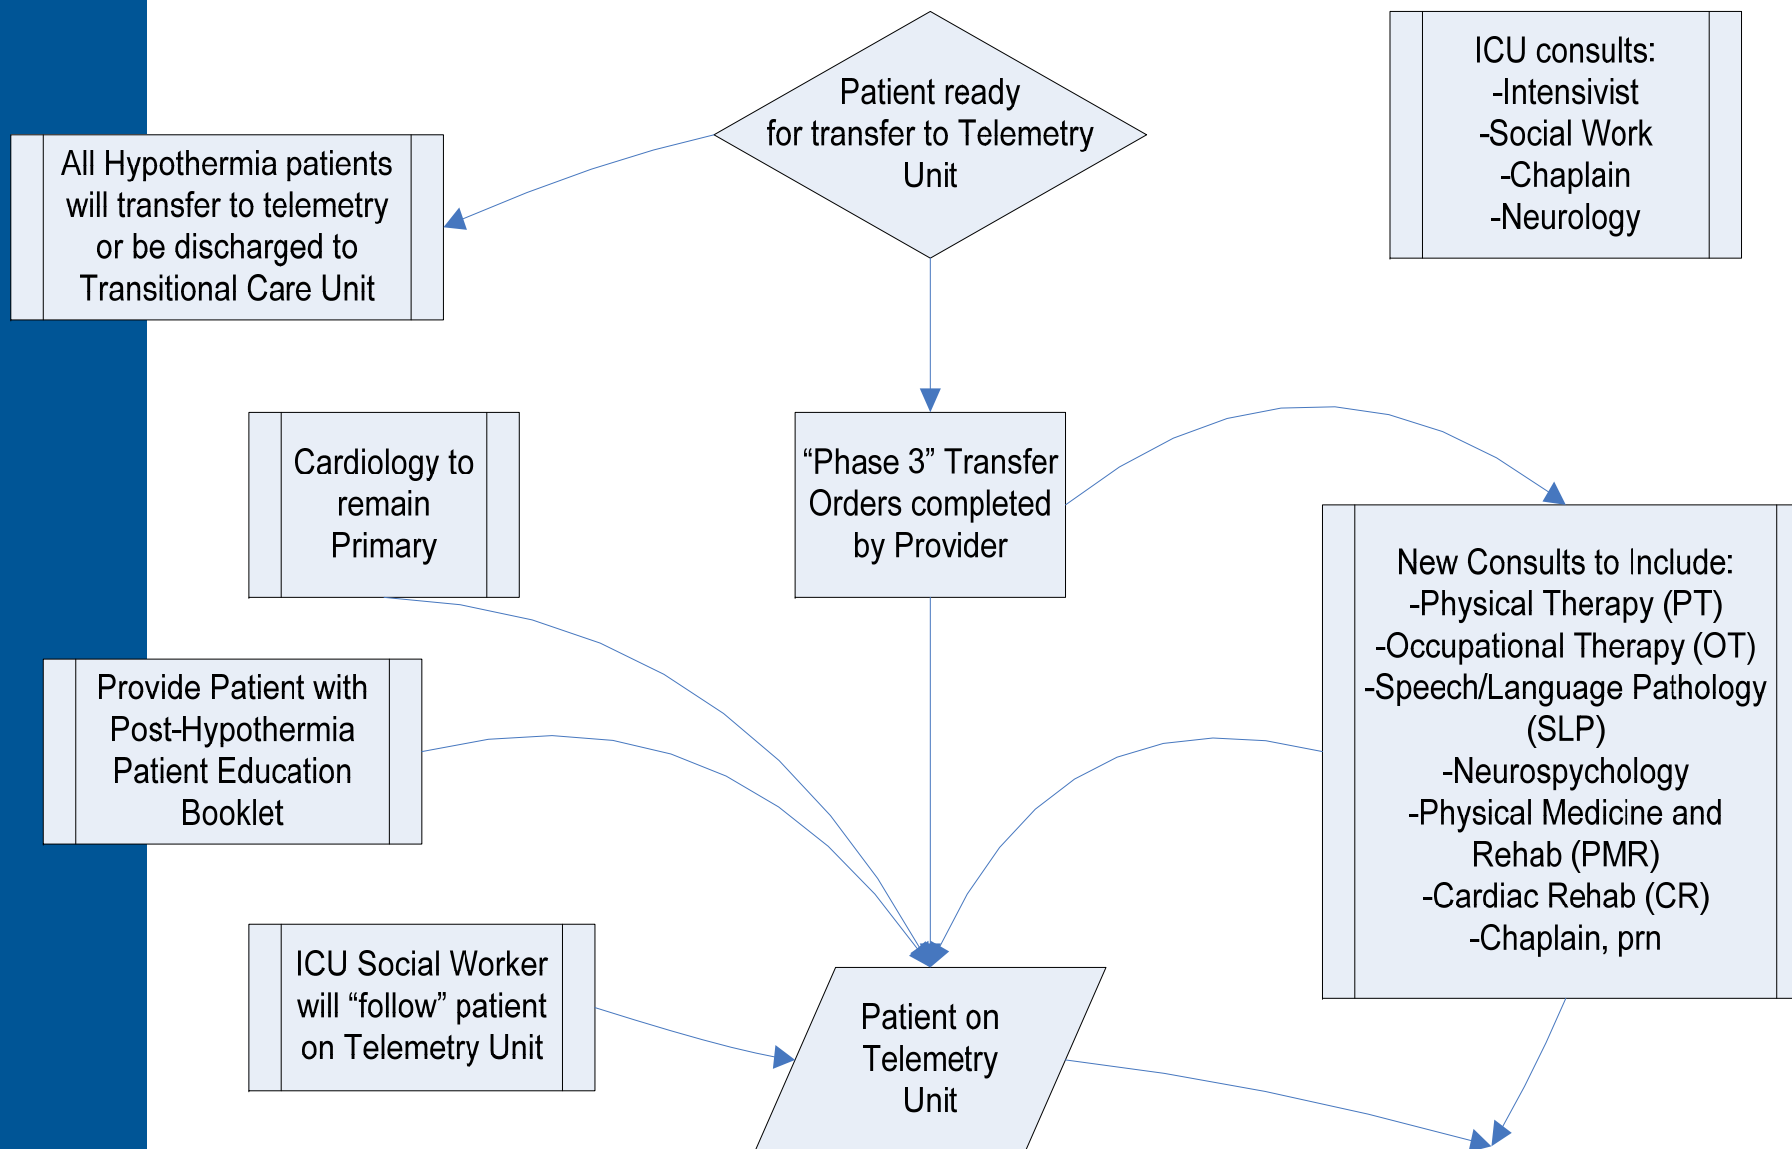 Patient ready
for transfer to Telemetry
Unit
ICU consults:
-Intensivist
-Social Work
-Chaplain
-Neurology
All Hypothermia patients
will transfer to telemetry
or be discharged to
Transitional Care Unit
Cardiology to
remain
Primary
“Phase 3” Transfer
Orders completed
by Provider
New Consults to Include:
-Physical Therapy (PT)
-Occupational Therapy (OT)
-Speech/Language Pathology
(SLP)
-Neurospychology
-Physical Medicine and
Rehab (PMR)
-Cardiac Rehab (CR)
-Chaplain, prn
Provide Patient with
Post-Hypothermia
Patient Education
Booklet
ICU Social Worker
will “follow” patient
on Telemetry Unit
Patient on
Telemetry
Unit